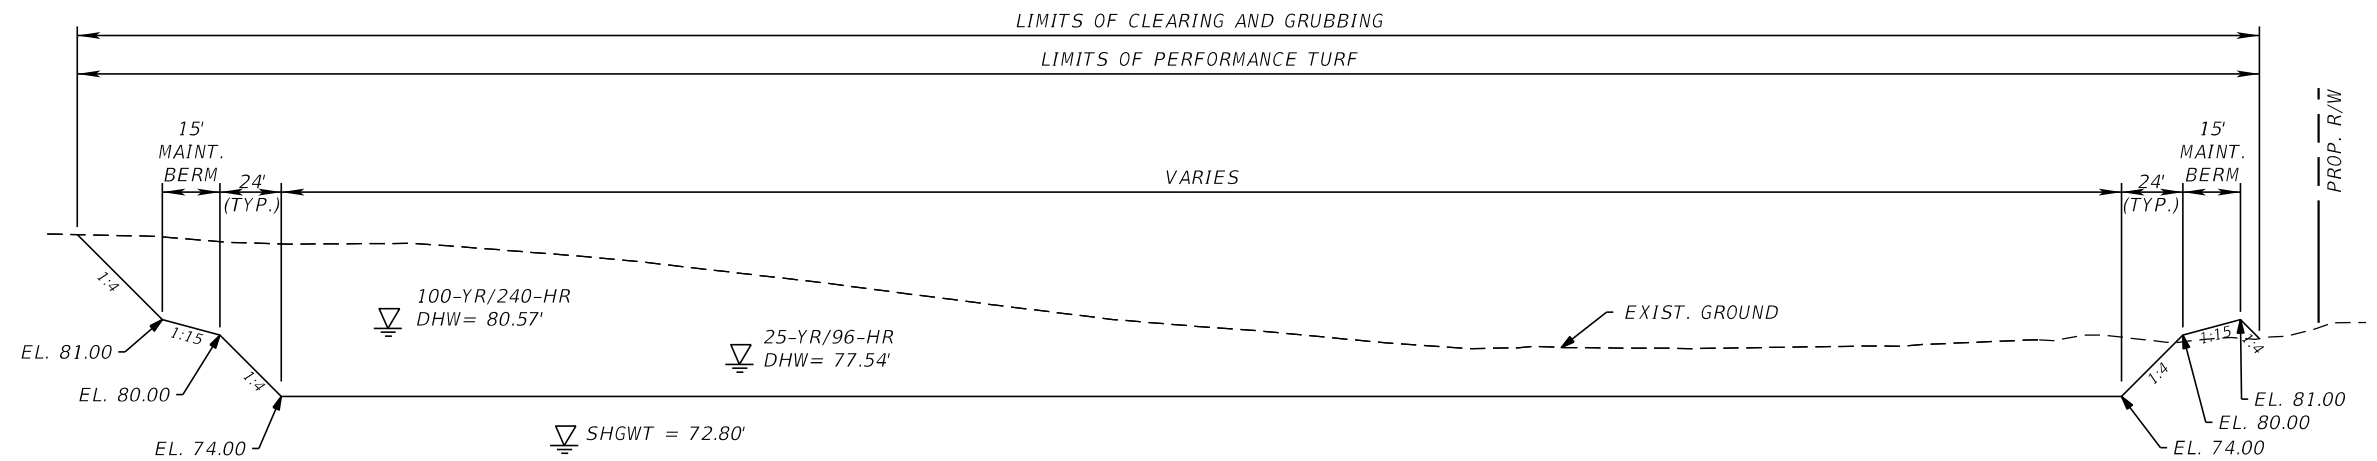 LIMITS OF CLEARING AND GRUBBING
LIMITS OF PERFORMANCE TURF
PROP. R/W
15'
MAINT.
BERM
24'
(TYP.)
VARIES
15'
MAINT.
BERM
24'
(TYP.)
1:4
1:15
1:4
EL. 81.00
EL. 80.00
EL. 74.00
100-YR/240-HR
DHW= 80.57'
25-YR/96-HR
DHW= 77.54'
SHGWT = 72.80'
EXIST. GROUND
1:4
1:15
1:4
EL. 81.00
EL. 80.00
EL. 74.00